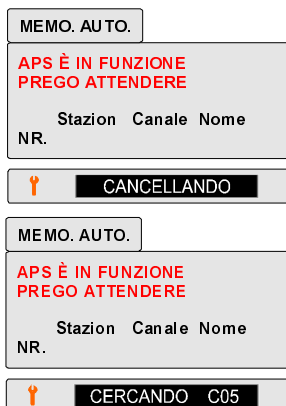 MEMO. AUTO.
APS È IN FUNZIONE
PREGO ATTENDERE
Stazion Canale Nome
NR.
CANCELLANDO
MEMO. AUTO.
APS È IN FUNZIONE
PREGO ATTENDERE
Stazion Canale Nome
NR.
CERCANDO C05